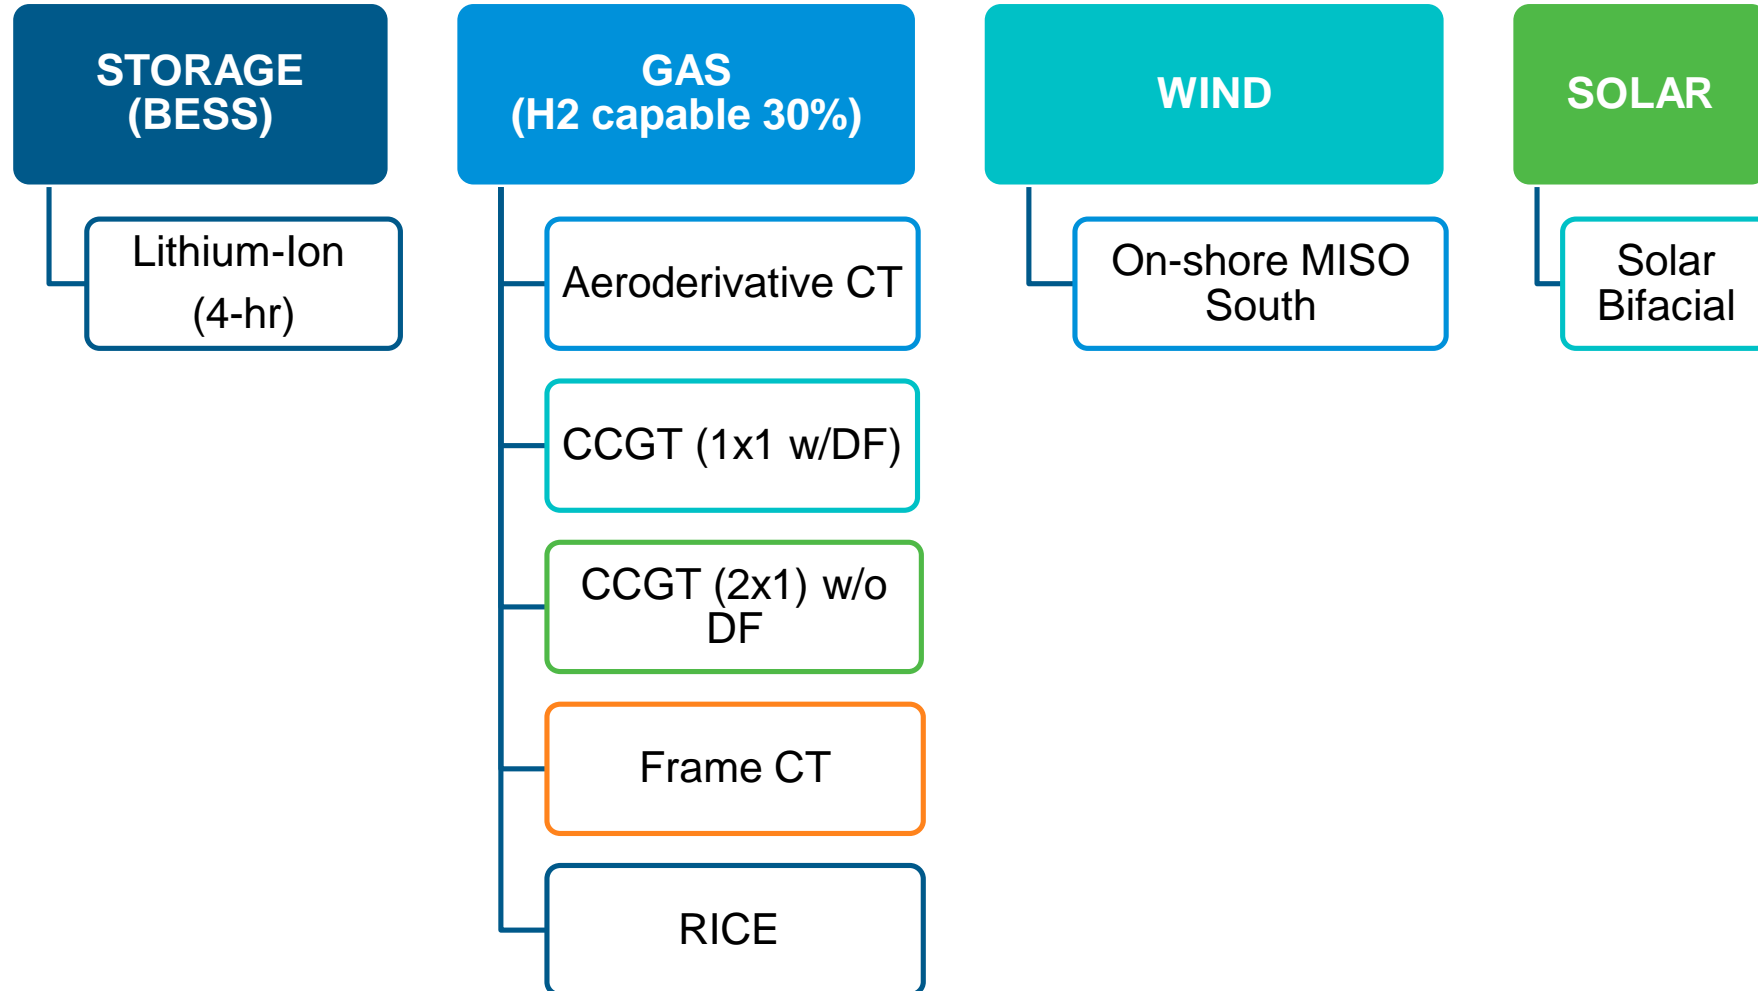 STORAGE
(BESS)
Lithium-Ion
(4-hr)
GAS
(H2 capable 30%)
Aeroderivative CT
CCGT (1x1 w/DF)
CCGT (2x1) w/o
DF
Frame CT
RICE
WIND
On-shore MISO
South
SOLAR
Solar
Bifacial